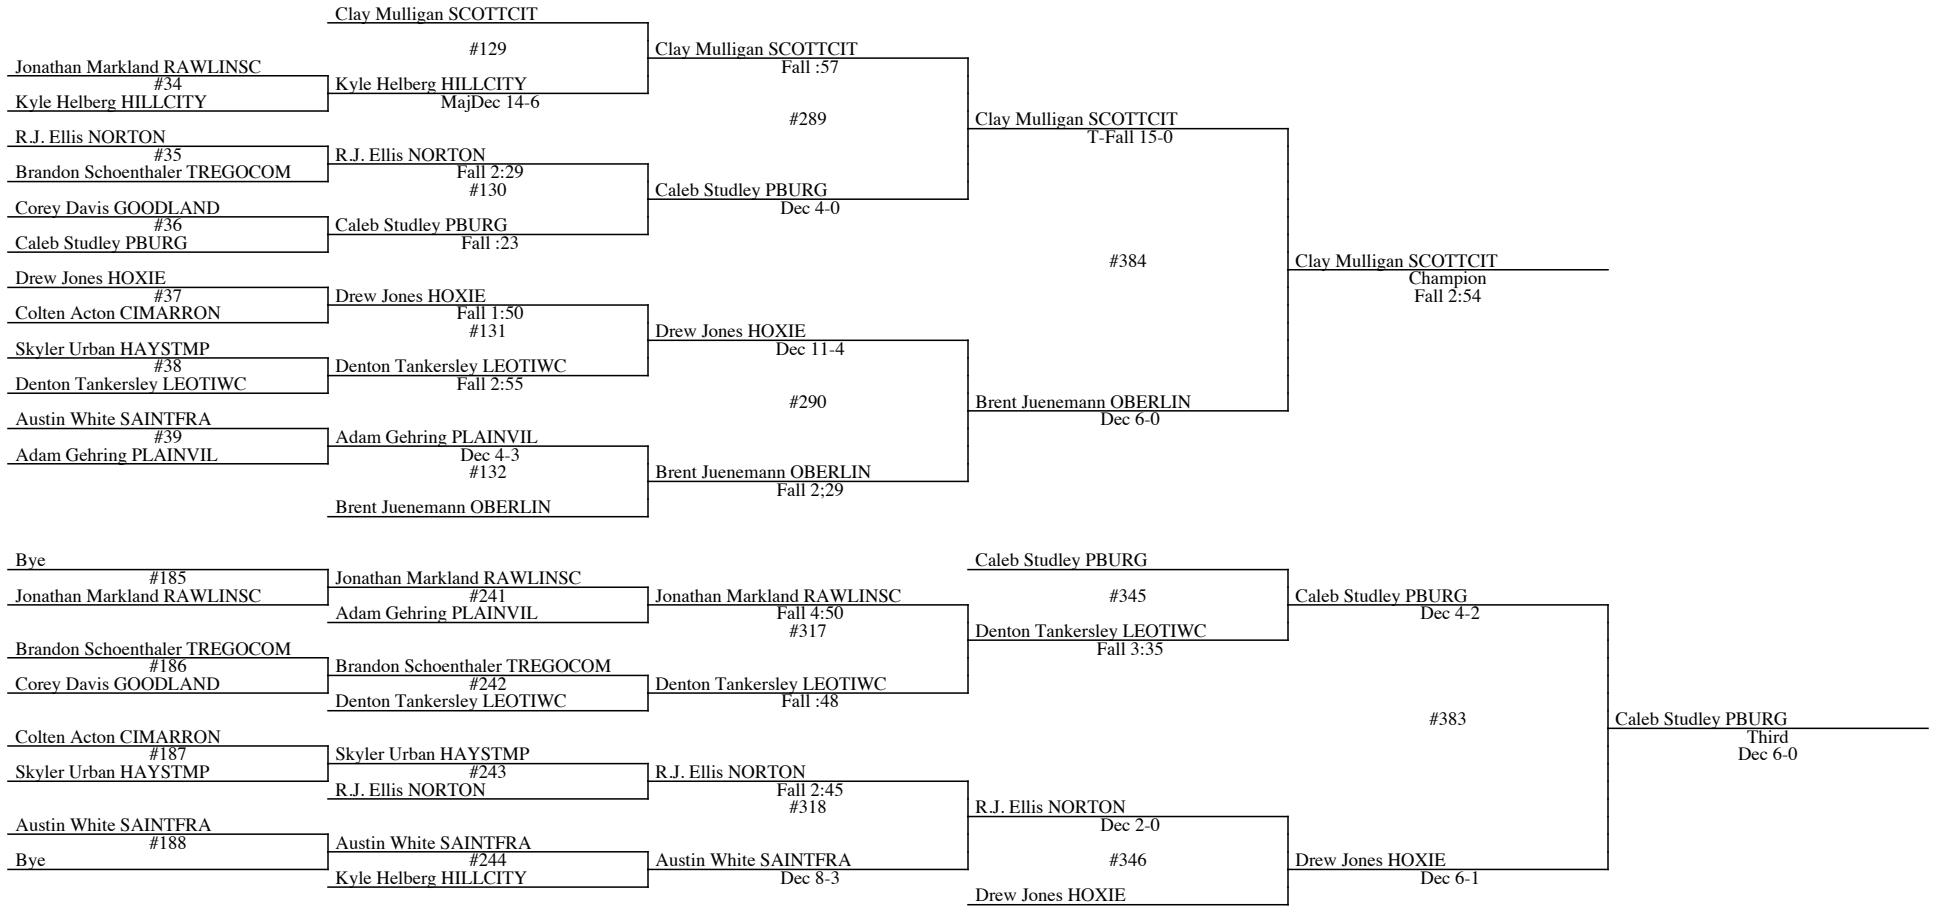 Clay Mulligan SCOTTCIT
#129
Clay Mulligan SCOTTCIT
Fall :57
Jonathan Markland RAWLINSC
#34
Kyle Helberg HILLCITY
Kyle Helberg HILLCITY
MajDec 14-6
#289
Clay Mulligan SCOTTCIT
T-Fall 15-0
R.J. Ellis NORTON
#35
Brandon Schoenthaler TREGOCOM
R.J. Ellis NORTON
Fall 2:29
#130
Caleb Studley PBURG
Dec 4-0
Corey Davis GOODLAND
#36
Caleb Studley PBURG
Caleb Studley PBURG
Fall :23
#384
Clay Mulligan SCOTTCIT
Champion
Fall 2:54
Drew Jones HOXIE
#37
Colten Acton CIMARRON
Drew Jones HOXIE
Fall 1:50
#131
Drew Jones HOXIE
Dec 11-4
Skyler Urban HAYSTMP
#38
Denton Tankersley LEOTIWC
Denton Tankersley LEOTIWC
Fall 2:55
#290
Brent Juenemann OBERLIN
Dec 6-0
Austin White SAINTFRA
#39
Adam Gehring PLAINVIL
Adam Gehring PLAINVIL
Dec 4-3
#132
Brent Juenemann OBERLIN
Fall 2;29
Brent Juenemann OBERLIN
Bye
#185
Jonathan Markland RAWLINSC
Jonathan Markland RAWLINSC
#241
Adam Gehring PLAINVIL
Jonathan Markland RAWLINSC
Fall 4:50
#317
Caleb Studley PBURG
#345
Denton Tankersley LEOTIWC
Fall 3:35
Caleb Studley PBURG
Dec 4-2
Brandon Schoenthaler TREGOCOM
#186
Corey Davis GOODLAND
Brandon Schoenthaler TREGOCOM
#242
Denton Tankersley LEOTIWC
Denton Tankersley LEOTIWC
Fall :48
#383
Caleb Studley PBURG
Third
Dec 6-0
Colten Acton CIMARRON
#187
Skyler Urban HAYSTMP
Skyler Urban HAYSTMP
#243
R.J. Ellis NORTON
R.J. Ellis NORTON
Fall 2:45
#318
R.J. Ellis NORTON
Dec 2-0
#346
Drew Jones HOXIE
Drew Jones HOXIE
Dec 6-1
Austin White SAINTFRA
#188
Bye
Austin White SAINTFRA
#244
Kyle Helberg HILLCITY
Austin White SAINTFRA
Dec 8-3